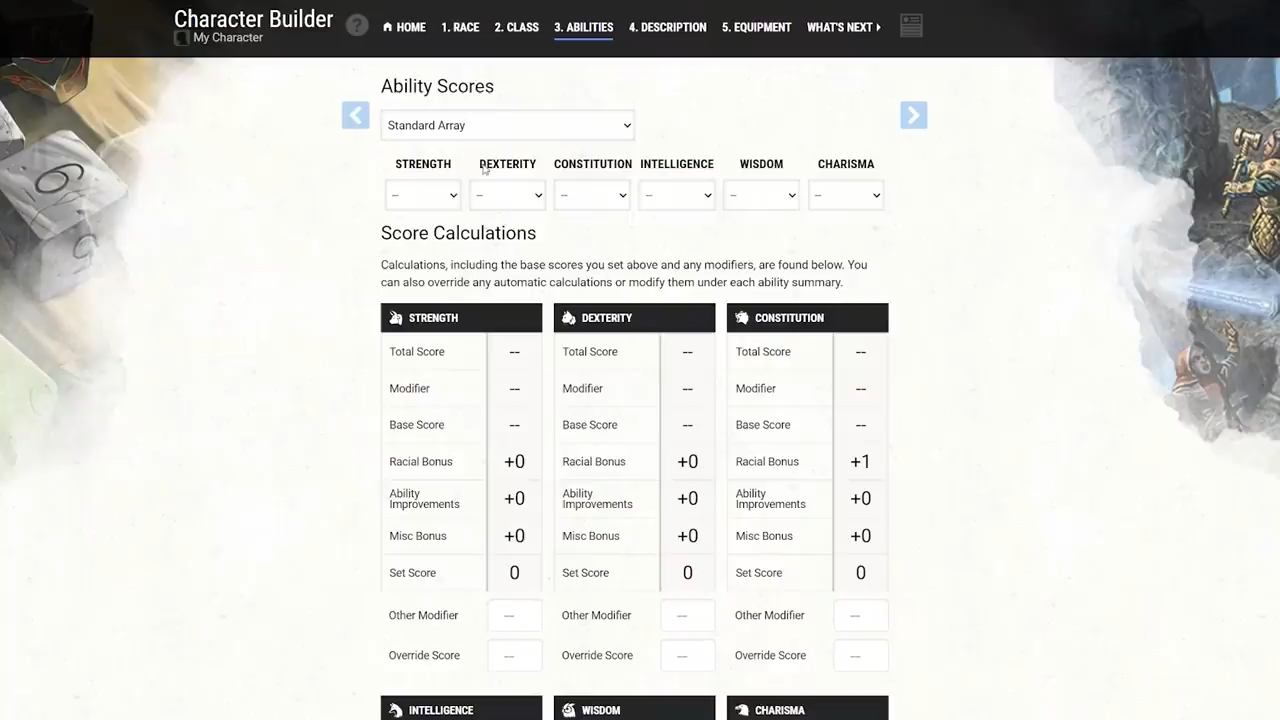 Character Builder
My Character
?
HOME
1. RACE
2. CLASS
3. ABILITIES
4. DESCRIPTION
5. EQUIPMENT
WHAT'S NEXT
Ability Scores
Standard Array
STRENGTH DEXTERITY CONSTITUTION INTELLIGENCE WISDOM CHARISMA
-- -- -- -- -- --
Score Calculations
Calculations, including the base scores you set above and any modifiers, are found below. You
can also override any automatic calculations or modify them under each ability summary.
STRENGTH DEXTERITY CONSTITUTION
Total Score -- Total Score -- Total Score --
Modifier -- Modifier -- Modifier --
Base Score -- Base Score -- Base Score --
Racial Bonus +0 Racial Bonus +0 Racial Bonus +1
Ability Improvements +0 Ability Improvements +0 Ability Improvements +0
Misc Bonus +0 Misc Bonus +0 Misc Bonus +0
Set Score 0 Set Score 0 Set Score 0
Other Modifier -- Other Modifier -- Other Modifier --
Override Score -- Override Score -- Override Score --
INTELLIGENCE WISDOM CHARISMA